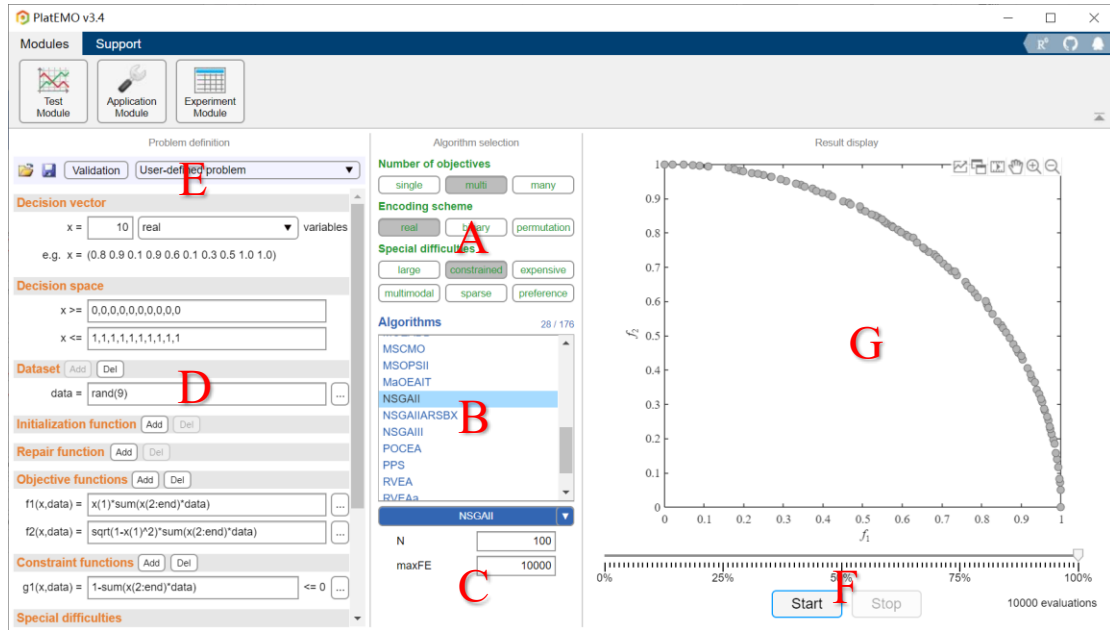 PlatEMO v3.4
Modules Support
Test Module
Application Module
Experiment Module
Problem definition
Validation User-defined problem
E
Decision vector
x = 10 real variables
e.g. x = (0.8 0.9 0.1 0.9 0.6 0.1 0.3 0.5 1.0 1.0)
Decision space
x >= 0,0,0,0,0,0,0,0,0,0
x <= 1,1,1,1,1,1,1,1,1,1
Dataset Add Del
D
data = rand(9) ...
Initialization function Add Del
Repair function Add Del
Objective functions Add Del
f1(x,data) = x(1)*sum(x(2:end)*data) ...
f2(x,data) = sqrt(1-x(1)^2)*sum(x(2:end)*data) ...
Constraint functions Add Del
g1(x,data) = 1-sum(x(2:end)*data) <= 0 ...
Special difficulties
Algorithm selection
Number of objectives
single multi many
Encoding scheme
real binary permutation
A
Special difficulties
large constrained expensive
multimodal sparse preference
Algorithms 28 / 176
MSCMO
MSOPSII
MaOEAIT
NSGAII
NSGAIIARSBX
B
NSGAIII
POCEA
PPS
RVEA
RVEAa
NSGAII
N 100
maxFE 10000
C
Result display
1
0.9
0.8
0.7
0.6
0.5
0.4
0.3
0.2
0.1
0
f2
G
0 0.1 0.2 0.3 0.4 0.5 0.6 0.7 0.8 0.9 1
f1
0% 25% 50% 75% 100%
F
Start Stop 10000 evaluations